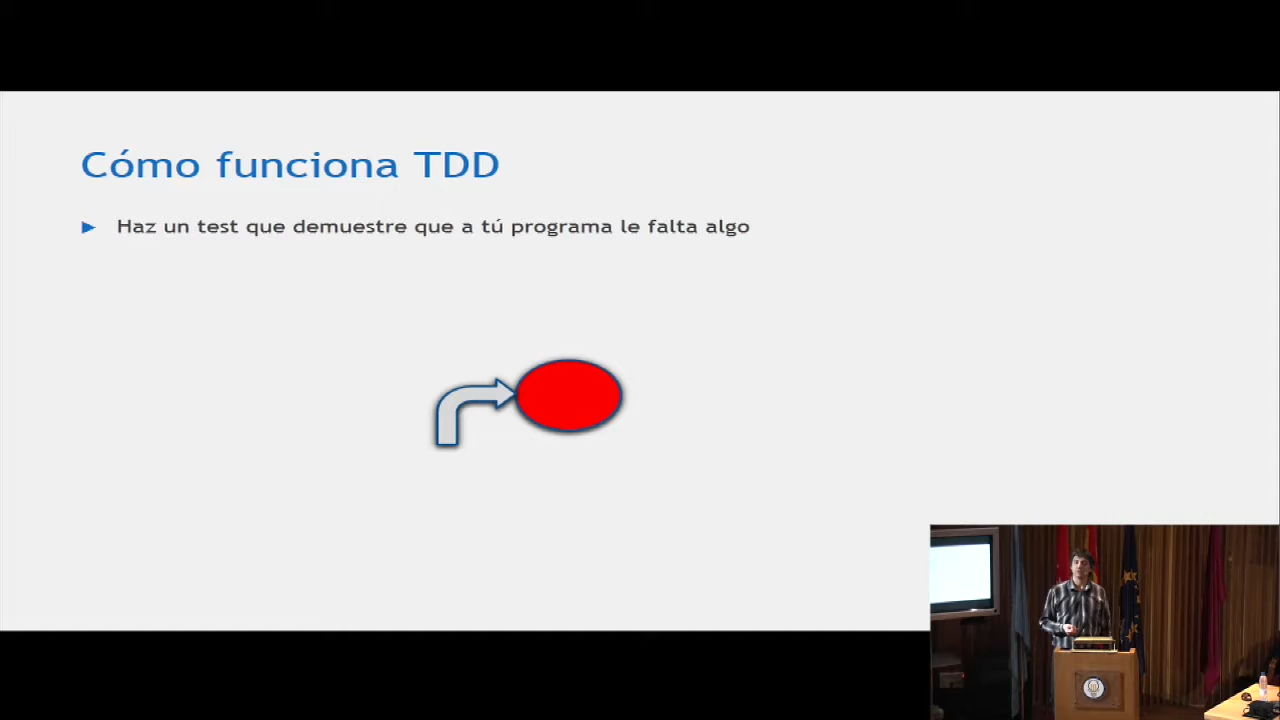 Cómo funciona TDD
Haz un test que demuestre que a tú programa le falta algo